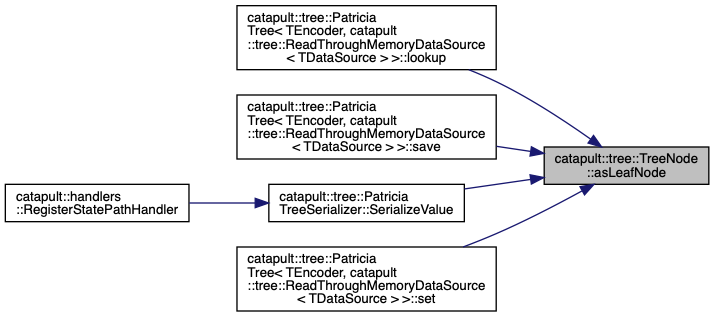 catapult::tree::Patricia
Tree< TEncoder, catapult
::tree::ReadThroughMemoryDataSource
< TDataSource > >::lookup
catapult::tree::Patricia
Tree< TEncoder, catapult
::tree::ReadThroughMemoryDataSource
< TDataSource > >::save
catapult::tree::TreeNode
::asLeafNode
catapult::handlers
::RegisterStatePathHandler
catapult::tree::Patricia
TreeSerializer::SerializeValue
catapult::tree::Patricia
Tree< TEncoder, catapult
::tree::ReadThroughMemoryDataSource
< TDataSource > >::set